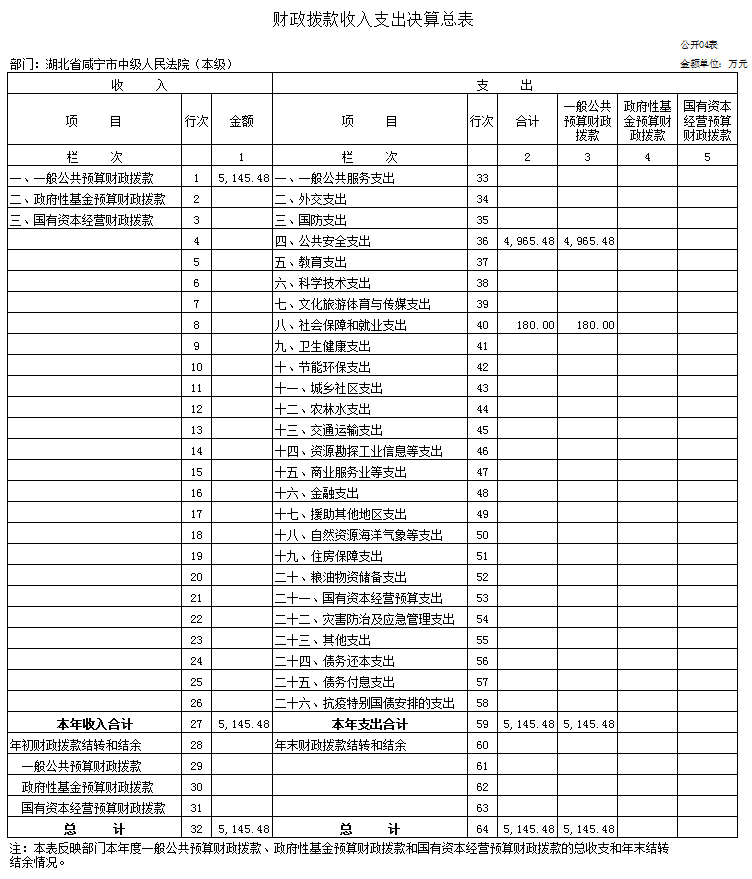 财政拨款收入支出决算总表
公开04表
部门：湖北省咸宁市中级人民法院（本级）
金额单位：万元
收 入 支 出
项 目 行次 金额 项 目 行次 合计 一般公共预算财政拨款 政府性基金预算财政拨款 国有资本经营预算财政拨款
栏 次 1 栏 次 2 3 4 5
一、一般公共预算财政拨款 1 5,145.48 一、一般公共服务支出 33
二、政府性基金预算财政拨款 2 二、外交支出 34
三、国有资本经营财政拨款 3 三、国防支出 35
4 四、公共安全支出 36 4,965.48 4,965.48
5 五、教育支出 37
6 六、科学技术支出 38
7 七、文化旅游体育与传媒支出 39
8 八、社会保障和就业支出 40 180.00 180.00
9 九、卫生健康支出 41
10 十、节能环保支出 42
11 十一、城乡社区支出 43
12 十二、农林水支出 44
13 十三、交通运输支出 45
14 十四、资源勘探工业信息等支出 46
15 十五、商业服务业等支出 47
16 十六、金融支出 48
17 十七、援助其他地区支出 49
18 十八、自然资源海洋气象等支出 50
19 十九、住房保障支出 51
20 二十、粮油物资储备支出 52
21 二十一、国有资本经营预算支出 53
22 二十二、灾害防治及应急管理支出 54
23 二十三、其他支出 55
24 二十四、债务还本支出 56
25 二十五、债务付息支出 57
26 二十六、抗疫特别国债安排的支出 58
本年收入合计 27 5,145.48 本年支出合计 59 5,145.48 5,145.48
年初财政拨款结转和结余 28 年末财政拨款结转和结余 60
一般公共预算财政拨款 29 61
政府性基金预算财政拨款 30 62
国有资本经营预算财政拨款 31 63
总 计 32 5,145.48 总 计 64 5,145.48 5,145.48
注：本表反映部门本年度一般公共预算财政拨款、政府性基金预算财政拨款和国有资本经营预算财政拨款的总收支和年末结转
结余情况。